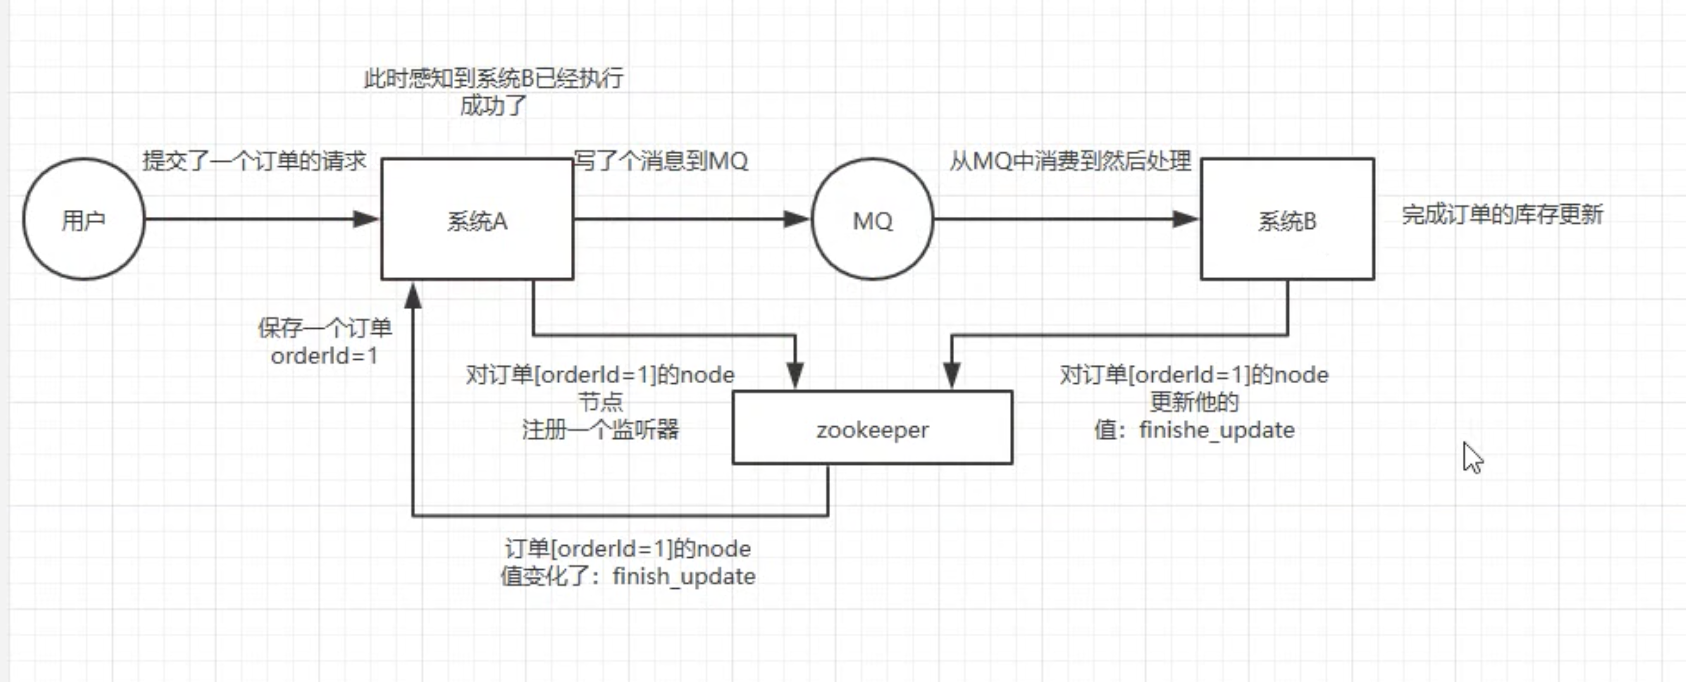 此时感知到系统B已经执行
成功了
提交了一个订单的请求
写了个消息到MQ
从MQ中消费到然后处理
用户
系统A
MQ
系统B
完成订单的库存更新
保存一个订单
orderId=1
对订单[orderId=1]的node
节点
注册一个监听器
zookeeper
对订单[orderId=1]的node
更新他的
值：finishe_update
订单[orderId=1]的node
值变化了：finish_update